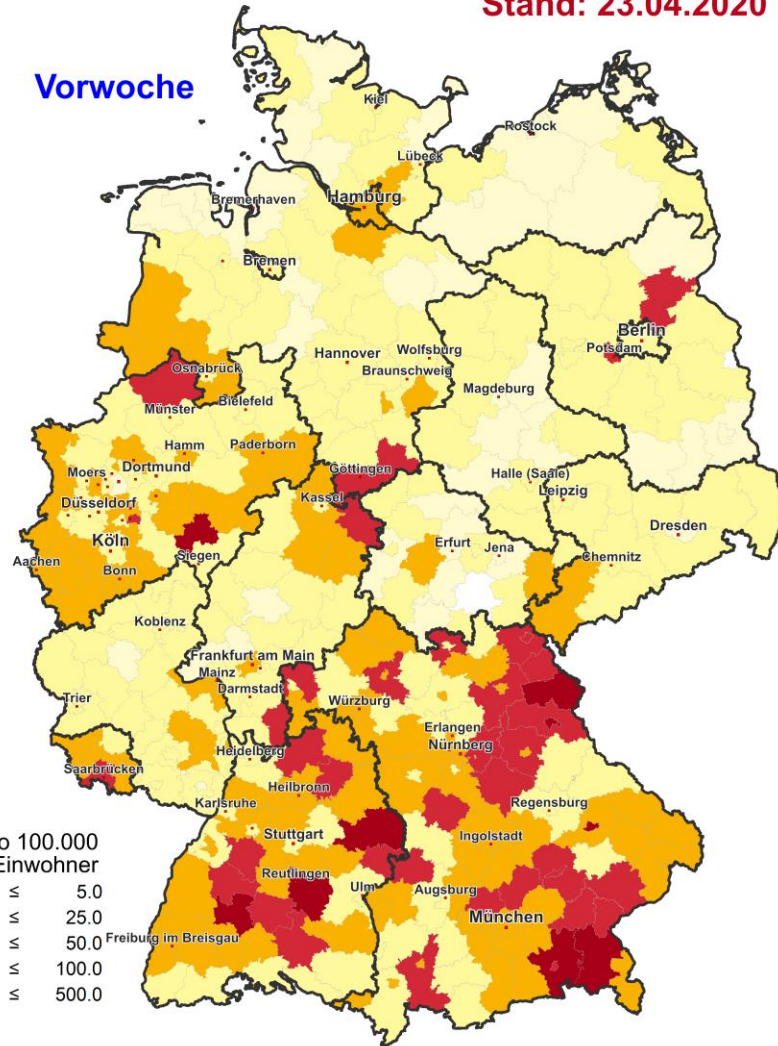 Stand: 23.04.2020
Vorwoche
Kiel
Rostock
Lübeck
Hamburg
Bremerhaven
Bremen
Berlin
Potsdam
Hannover
Wolfsburg
Braunschweig
Osnabrück
Magdeburg
Münster
Bielefeld
Hamm
Paderborn
Göttingen
Halle (Saale)
Moers
Dortmund
Leipzig
Kassel
Düsseldorf
Dresden
Köln
Erfurt
Jena
Siegen
Chemnitz
Aachen
Bonn
Koblenz
Frankfurt am Main
Mainz
Trier
Darmstadt
Würzburg
Erlangen
Nürnberg
Heidelberg
Saarbrücken
Heilbronn
Karlsruhe
Regensburg
Stuttgart
Ingolstadt
Reutlingen
Ulm
Augsburg
München
Freiburg im Breisgau
o 100.000
Einwohner
≤ 5.0
≤ 25.0
≤ 50.0
≤ 100.0
≤ 500.0